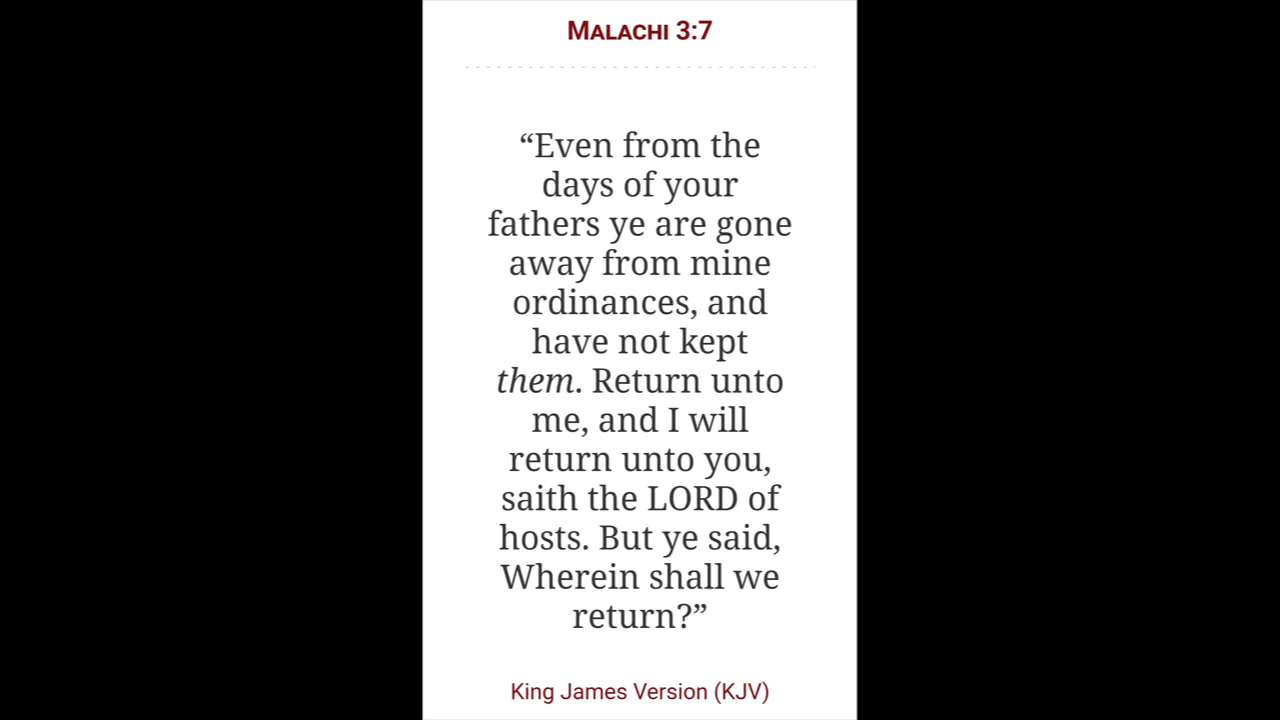 Malachi 3:7
“Even from the
days of your
fathers ye are gone
away from mine
ordinances, and
have not kept
them. Return unto
me, and I will
return unto you,
saith the LORD of
hosts. But ye said,
Wherein shall we
return?”
King James Version (KJV)